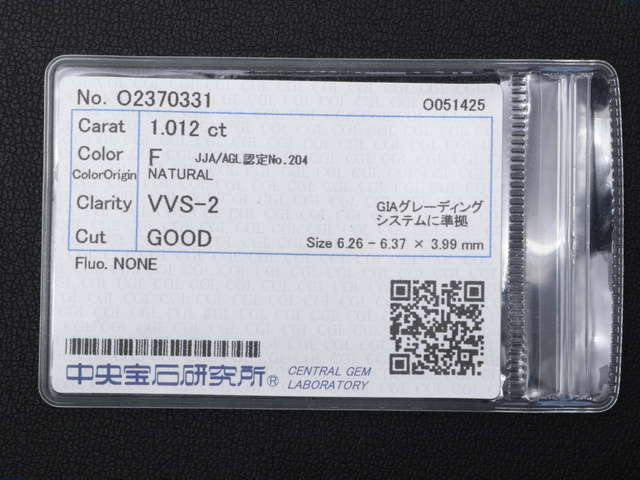 No. O2370331 O051425
Carat 1.012 ct
Color F JJA/AGL認定No.204
ColorOrigin NATURAL
Clarity VVS-2 GIAグレーディング
システムに準拠
Cut GOOD Size 6.26 - 6.37 × 3.99 mm
Fluo. NONE
中央宝石研究所® CENTRAL GEM
LABORATORY